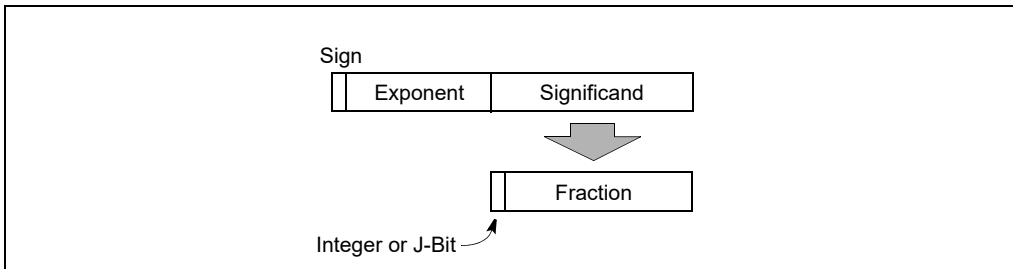 Sign
Exponent Significand
Fraction
Integer or J-Bit